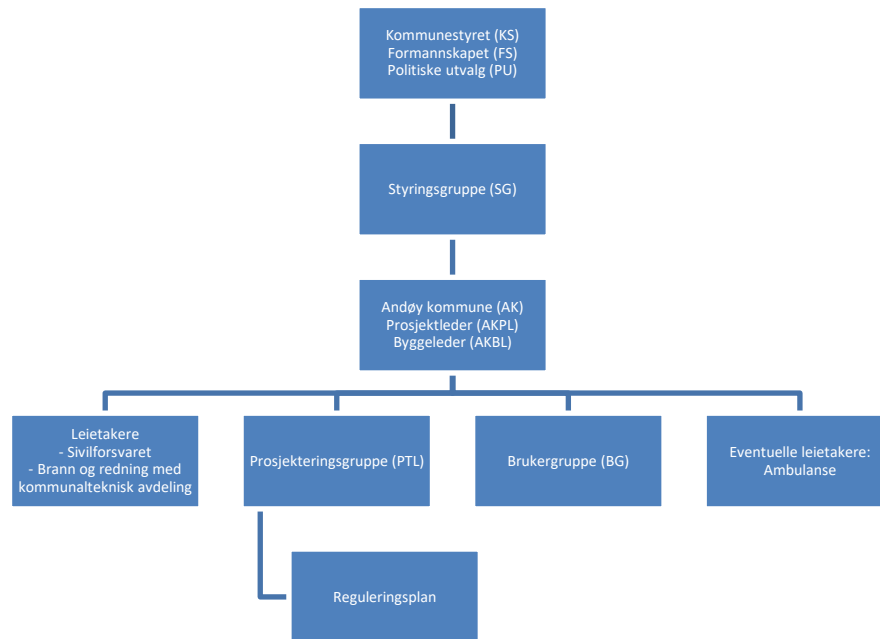 Kommunestyret (KS)
Formannskapet (FS)
Politiske utvalg (PU)
Styringsgruppe (SG)
Andøy kommune (AK)
Prosjektleder (AKPL)
Byggeleder (AKBL)
Leietakere
- Sivilforsvaret
- Brann og redning med
kommunalteknisk avdeling
Prosjekteringsgruppe (PTL)
Brukergruppe (BG)
Eventuelle leietakere:
Ambulanse
Reguleringsplan